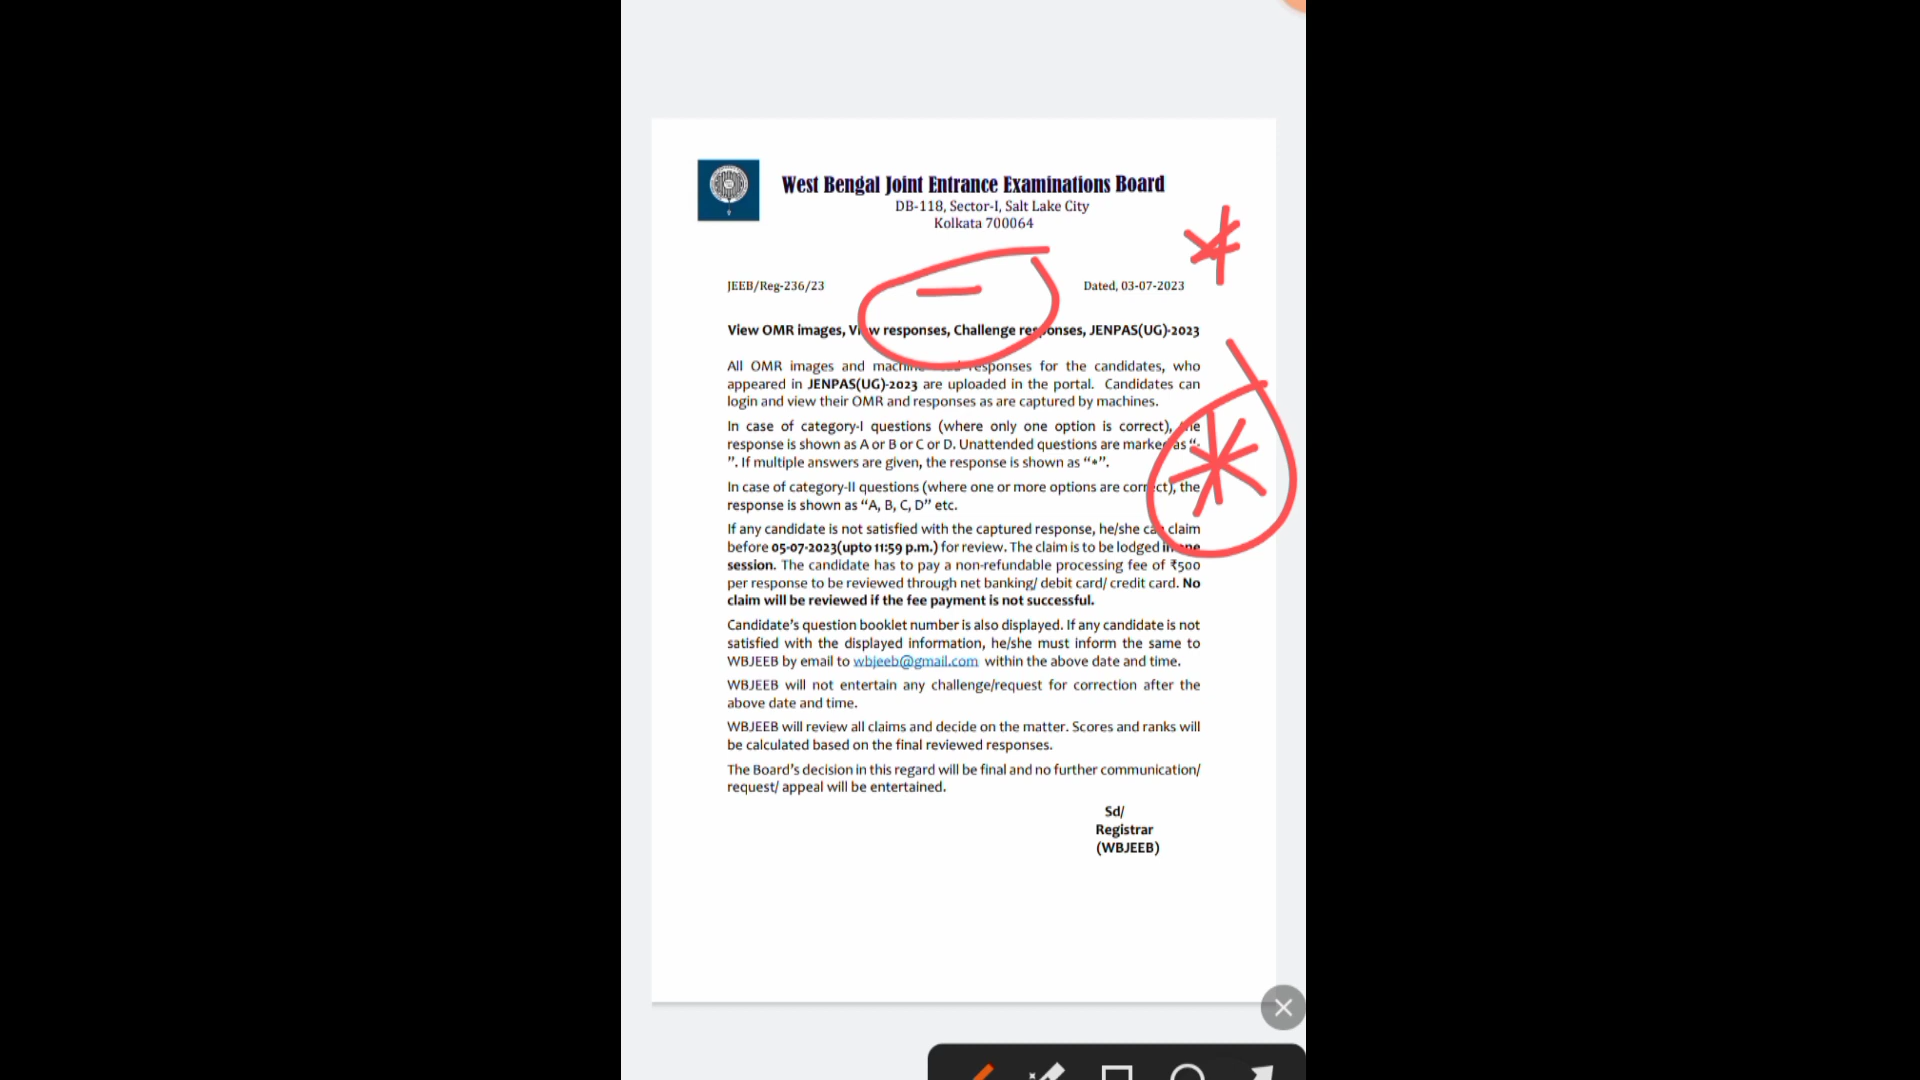 West Bengal Joint Entrance Examinations Board
DB-118, Sector-I, Salt Lake City
Kolkata 700064
JEEB/Reg-236/23
Dated, 03-07-2023
View OMR images, View responses, Challenge responses, JENPAS(UG)-2023
All OMR images and machine responses for the candidates, who
appeared in JENPAS(UG)-2023 are uploaded in the portal. Candidates can
login and view their OMR and responses as are captured by machines.
In case of category-I questions (where only one option is correct), the
response is shown as A or B or C or D. Unattended questions are marked as “-
”. If multiple answers are given, the response is shown as “*”.
In case of category-II questions (where one or more options are correct), the
response is shown as “A, B, C, D” etc.
If any candidate is not satisfied with the captured response, he/she can claim
before 05-07-2023(upto 11:59 p.m.) for review. The claim is to be lodged in one
session. The candidate has to pay a non-refundable processing fee of ₹500
per response to be reviewed through net banking/ debit card/ credit card. No
claim will be reviewed if the fee payment is not successful.
Candidate’s question booklet number is also displayed. If any candidate is not
satisfied with the displayed information, he/she must inform the same to
WBJEEB by email to wbjeeb@gmail.com within the above date and time.
WBJEEB will not entertain any challenge/request for correction after the
above date and time.
WBJEEB will review all claims and decide on the matter. Scores and ranks will
be calculated based on the final reviewed responses.
The Board’s decision in this regard will be final and no further communication/
request/ appeal will be entertained.
Sd/
Registrar
(WBJEEB)